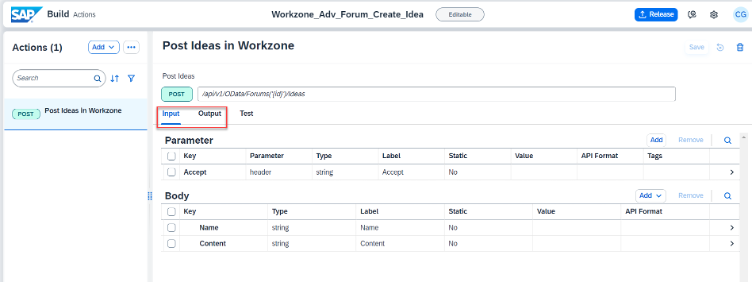 SAP Build Actions Workzone_Adv_Forum_Create_Idea Editable Release CG
Actions (1) Add Post Ideas in Workzone Save
Search
Post Ideas
POST /api/v1/OData/Forums('{id}')/Ideas
POST Post Ideas in Workzone
Input Output Test
Parameter Add Remove
Key Parameter Type Label Static Value API Format Tags
Accept header string Accept No
Body Add Remove
Key Type Label Static Value API Format
Name string Name No
Content string Content No